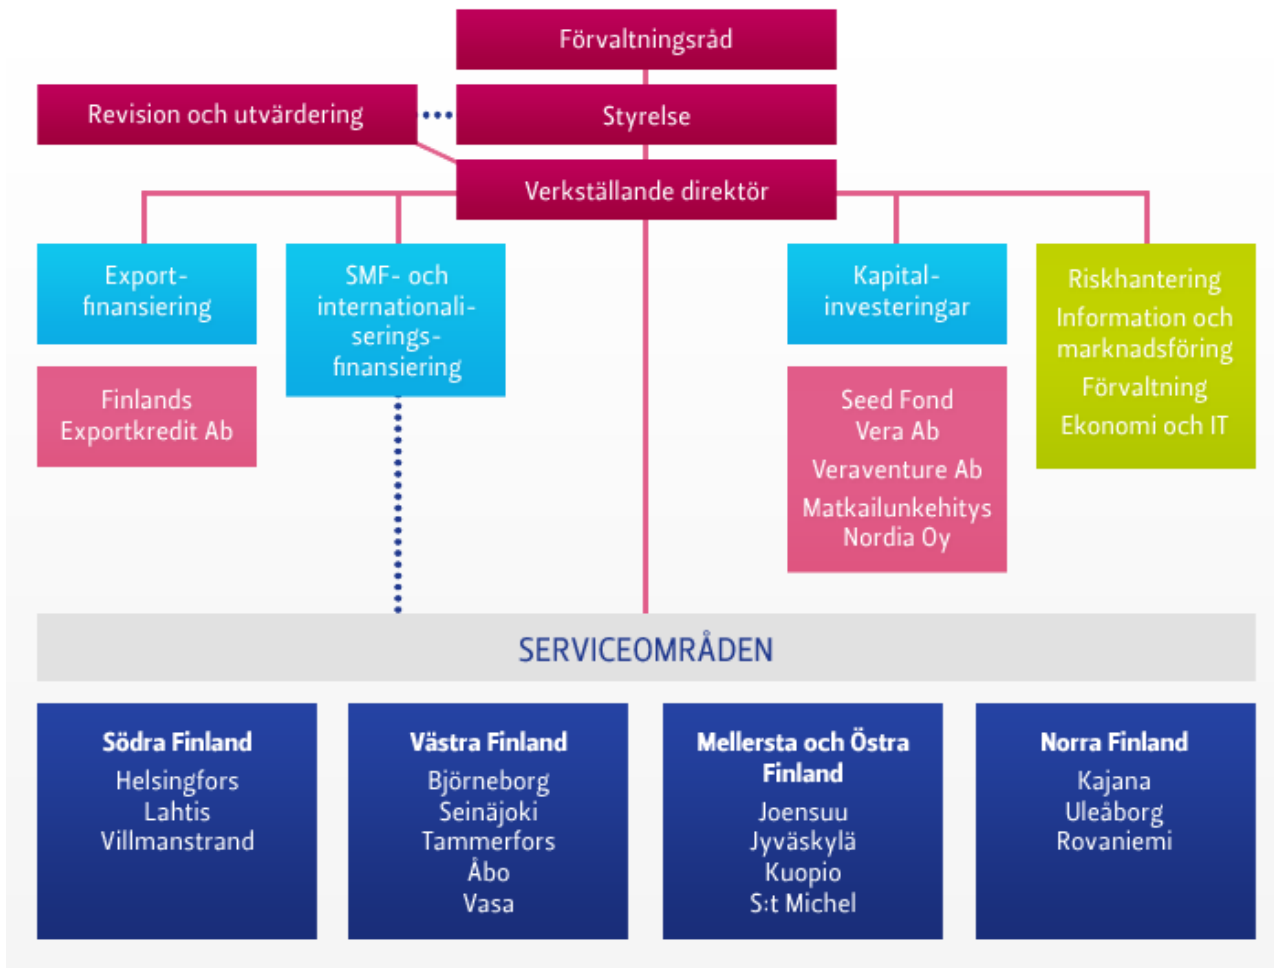 Förvaltningsråd
Revision och utvärdering
Styrelse
Verkställande direktör
Export-
finansiering
SMF- och
internationali-
serings-
finansiering
Kapital-
investeringar
Riskhantering
Information och
marknadsföring
Förvaltning
Ekonomi och IT
Finlands
Exportkredit Ab
Seed Fond
Vera Ab
Veraventure Ab
Matkailunkehitys
Nordia Oy
SERVICEOMRÅDEN
Södra Finland
Helsingfors
Lahtis
Villmanstrand
Västra Finland
Björneborg
Seinäjoki
Tammerfors
Åbo
Vasa
Mellersta och Östra
Finland
Joensuu
Jyväskylä
Kuopio
S:t Michel
Norra Finland
Kajana
Uleåborg
Rovaniemi